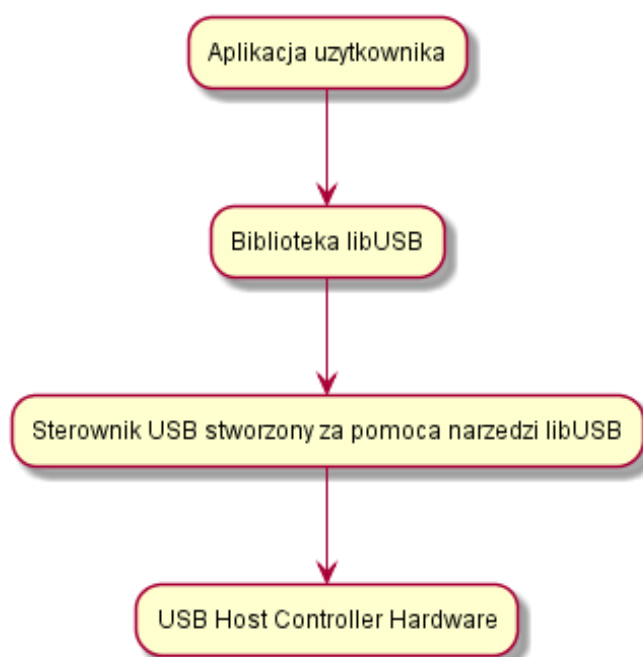 Aplikacja uzytkownika
Biblioteka libUSB
Sterownik USB stworzony za pomoca narzedzi libUSB
USB Host Controller Hardware